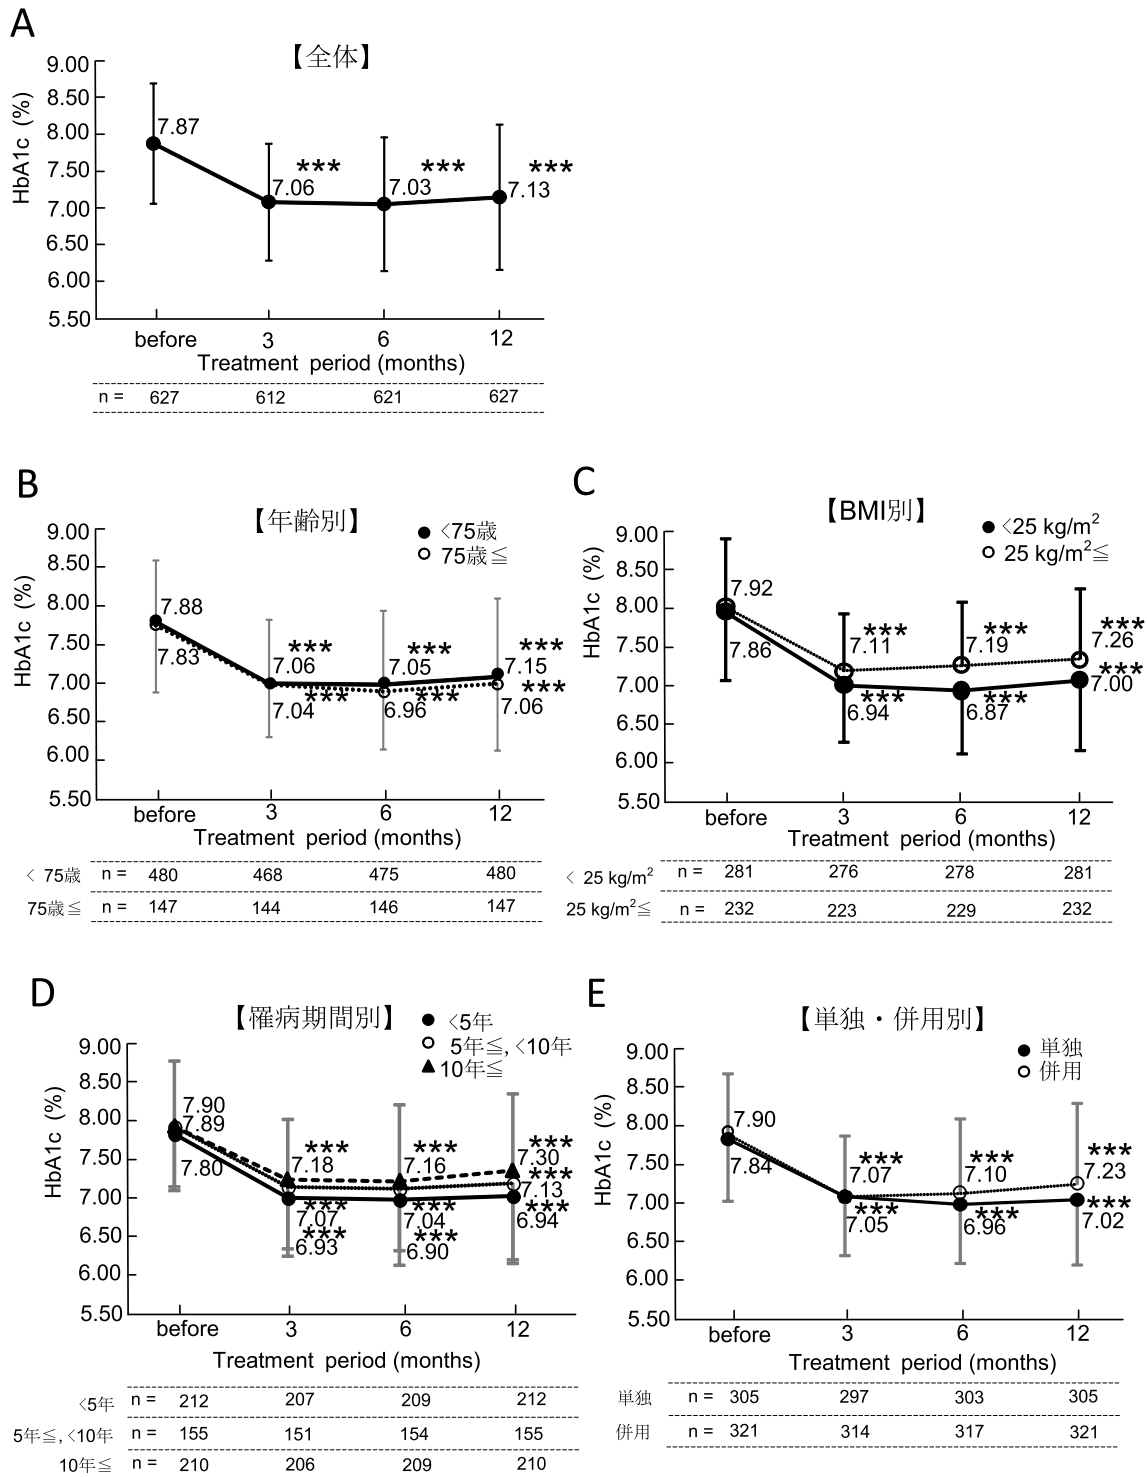 A
【全体】
HbA1c (%)
9.00
8.50
8.00
7.50
7.00
6.50
6.00
5.50
7.87
7.06
***
7.03
***
7.13
***
before 3 6 12
Treatment period (months)
n = 627 612 621 627
B
【年齢別】
<75歳
75歳≦
HbA1c (%)
9.00
8.50
8.00
7.50
7.00
6.50
6.00
5.50
7.88
7.83
***
7.06
***
7.04
***
7.05
***
6.96
***
7.15
***
7.06
before 3 6 12
Treatment period (months)
< 75歳 n = 480 468 475 480
75歳≦ n = 147 144 146 147
C
【BMI別】
<25 kg/m²
25 kg/m²≦
HbA1c (%)
9.00
8.50
8.00
7.50
7.00
6.50
6.00
5.50
7.92
7.86
***
7.11
***
6.94
***
7.19
***
6.87
***
7.26
***
7.00
before 3 6 12
Treatment period (months)
< 25 kg/m² n = 281 276 278 281
25 kg/m²≦ n = 232 223 229 232
D
【罹病期間別】
<5年
5年≦,<10年
10年≦
HbA1c (%)
9.00
8.50
8.00
7.50
7.00
6.50
6.00
5.50
7.90
7.89
7.80
***
7.18
***
7.07
***
6.93
***
7.16
***
7.04
***
6.90
***
7.30
***
7.13
***
6.94
before 3 6 12
Treatment period (months)
<5年 n = 212 207 209 212
5年≦,<10年 n = 155 151 154 155
10年≦ n = 210 206 209 210
E
【単独・併用別】
単独
併用
HbA1c (%)
9.00
8.50
8.00
7.50
7.00
6.50
6.00
5.50
7.90
7.84
***
7.07
***
7.05
***
7.10
***
6.96
***
7.23
***
7.02
before 3 6 12
Treatment period (months)
単独 n = 305 297 303 305
併用 n = 321 314 317 321